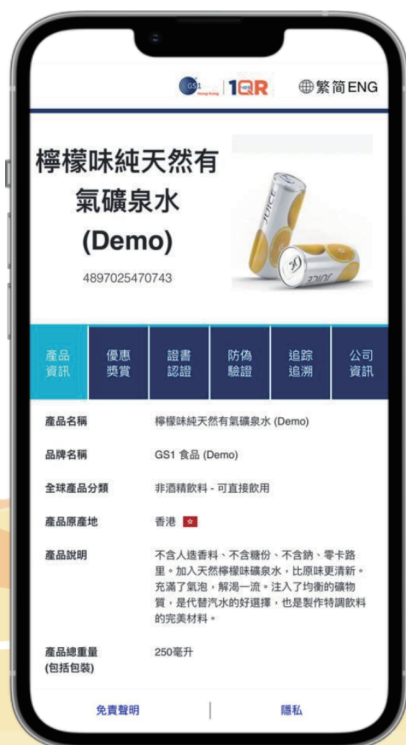 GS1
Hong Kong
1QR
繁 简 ENG
檸檬味純天然有
氣礦泉水
(Demo)
4897025470743
JUICE
JUICE
產品
資訊
優惠
獎賞
證書
認證
防偽
驗證
追踪
追溯
公司
資訊
產品名稱 檸檬味純天然有氣礦泉水 (Demo)
品牌名稱 GS1 食品 (Demo)
全球產品分類 非酒精飲料 - 可直接飲用
產品原產地 香港
產品說明 不含人造香料、不含糖份、不含鈉、零卡路
里。加入天然檸檬味礦泉水，比原味更清新。
充滿了氣泡，解渴一流。注入了均衡的礦物
質，是代替汽水的好選擇，也是製作特調飲料
的完美材料。
產品總重量 250毫升
(包括包裝)
免責聲明 | 隱私